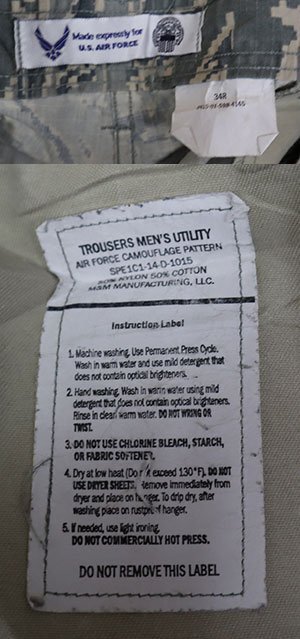 Made expressly for
U.S. AIR FORCE
34R
TROUSERS MEN'S UTILITY
AIR FORCE CAMOUFLAGE PATTERN
SPE1C1-14-D-1015
50% NYLON 50% COTTON
M&M MANUFACTURING, LLC.
Instruction Label
1. Machine washing. Use Permanent Press Cycle.
Wash in warm water and use mild detergent that
does not contain optical brighteners.
2. Hand washing. Wash in warm water using mild
detergent that does not contain optical brighteners.
Rinse in clean warm water. DO NOT WRING OR
TWIST.
3. DO NOT USE CHLORINE BLEACH, STARCH,
OR FABRIC SOFTENER.
4. Dry at low heat (Do not exceed 130°F). DO NOT
USE DRYER SHEETS. Remove immediately from
dryer and place on hanger. To drip dry, after
washing place on rustproof hanger.
5. If needed, use light ironing.
DO NOT COMMERCIALLY HOT PRESS.
DO NOT REMOVE THIS LABEL